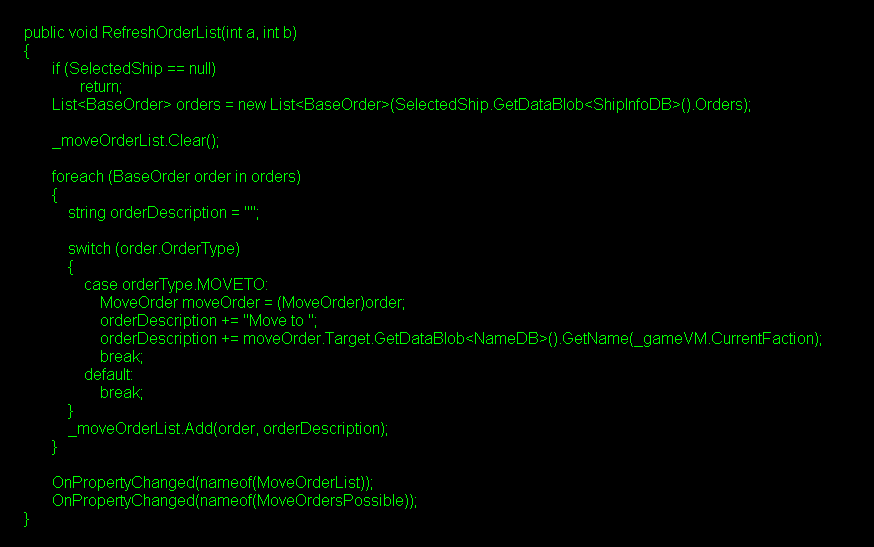 public void RefreshOrderList(int a, int b)
{
if (SelectedShip == null)
return;
List<BaseOrder> orders = new List<BaseOrder>(SelectedShip.GetDataBlob<ShipInfoDB>().Orders);
_moveOrderList.Clear();
foreach (BaseOrder order in orders)
{
string orderDescription = "";
switch (order.OrderType)
{
case orderType.MOVETO:
MoveOrder moveOrder = (MoveOrder)order;
orderDescription += "Move to ";
orderDescription += moveOrder.Target.GetDataBlob<NameDB>().GetName(_gameVM.CurrentFaction);
break;
default:
break;
}
_moveOrderList.Add(order, orderDescription);
}
OnPropertyChanged(nameof(MoveOrderList));
OnPropertyChanged(nameof(MoveOrdersPossible));
}